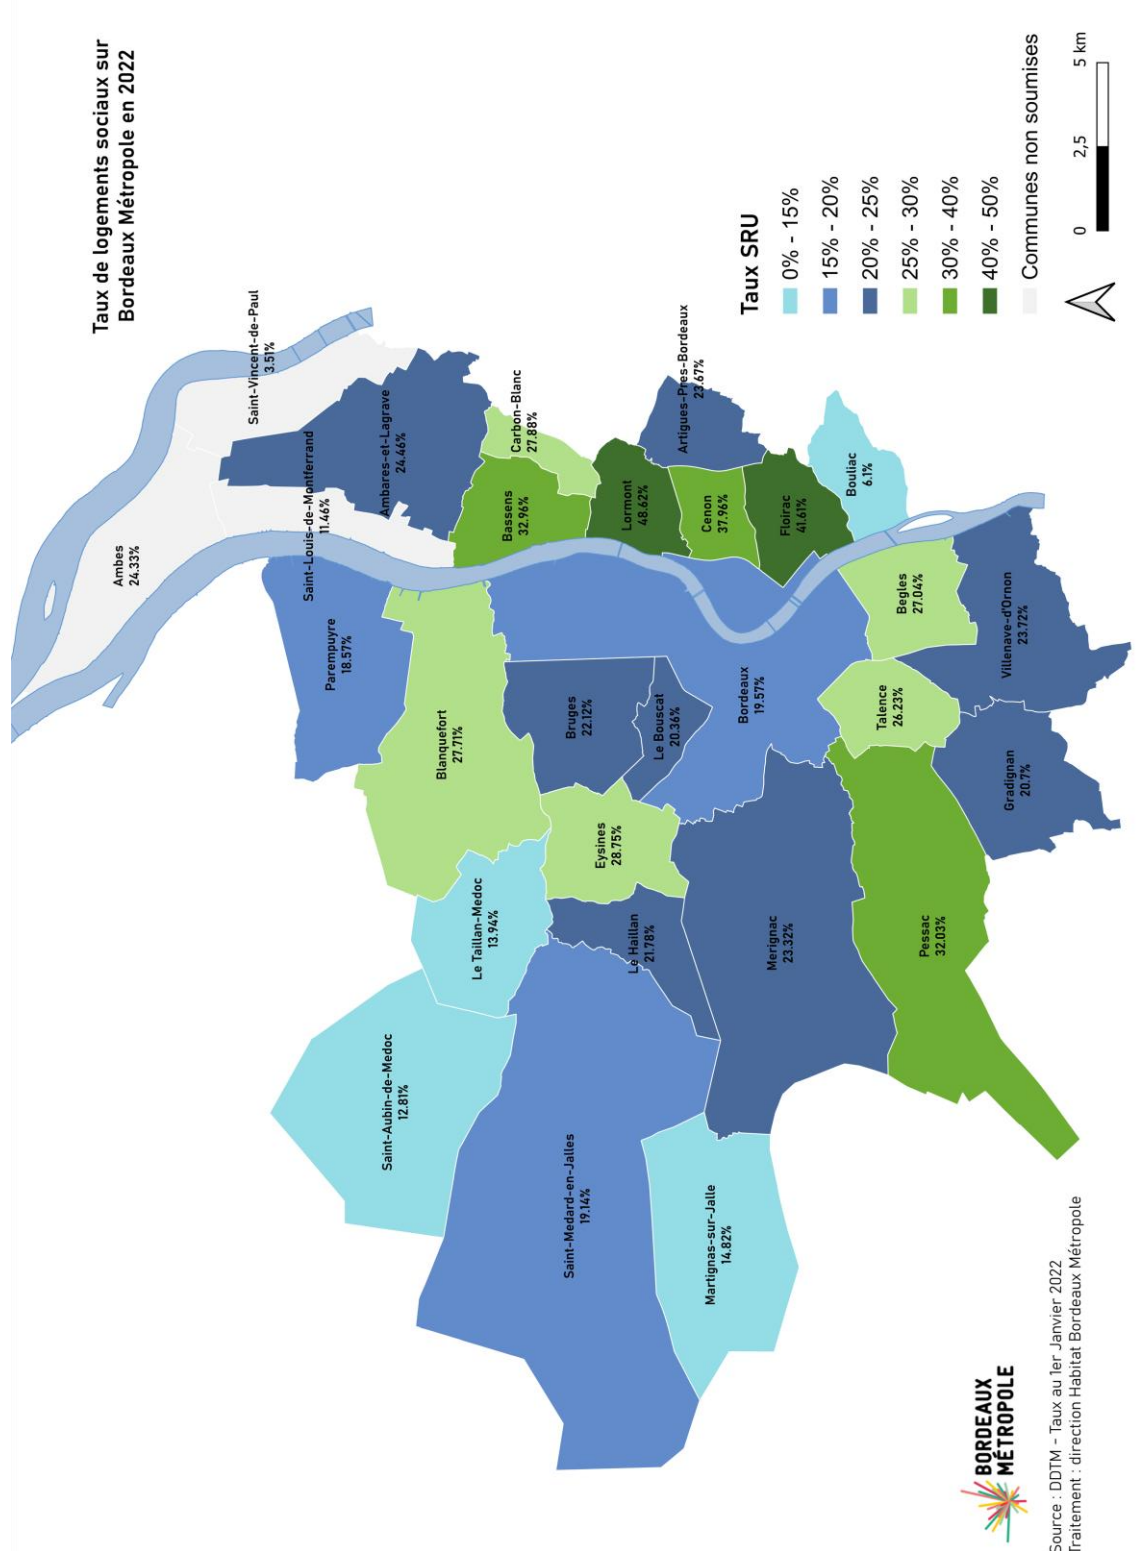 Taux de logements sociaux sur
Bordeaux Métropole en 2022
Saint-Vincent-de-Paul
3.51%
Ambes
24.33%
Saint-Louis-de-Montferrand
11.46%
Ambares-et-Lagrave
24.46%
Parempuyre
18.57%
Carbon-Blanc
27.88%
Bassens
32.96%
Blanquefort
27.71%
Saint-Aubin-de-Medoc
12.81%
Le Taillan-Medoc
13.94%
Bruges
22.12%
Lormont
48.62%
Artigues-Pres-Bordeaux
23.67%
Eysines
28.75%
Le Bouscat
20.36%
Cenon
37.96%
Saint-Medard-en-Jalles
19.14%
Le Haillan
21.78%
Bordeaux
19.57%
Floirac
41.61%
Bouliac
6.1%
Martignas-sur-Jalle
14.82%
Merignac
23.32%
Talence
26.23%
Begles
27.04%
Pessac
32.03%
Gradignan
20.7%
Villenave-d'Ornon
23.72%
Taux SRU
0% - 15%
15% - 20%
20% - 25%
25% - 30%
30% - 40%
40% - 50%
Communes non soumises
0 2,5 5 km
BORDEAUX
MÉTROPOLE
Source : DDTM - Taux au 1er Janvier 2022
Traitement : direction Habitat Bordeaux Métropole